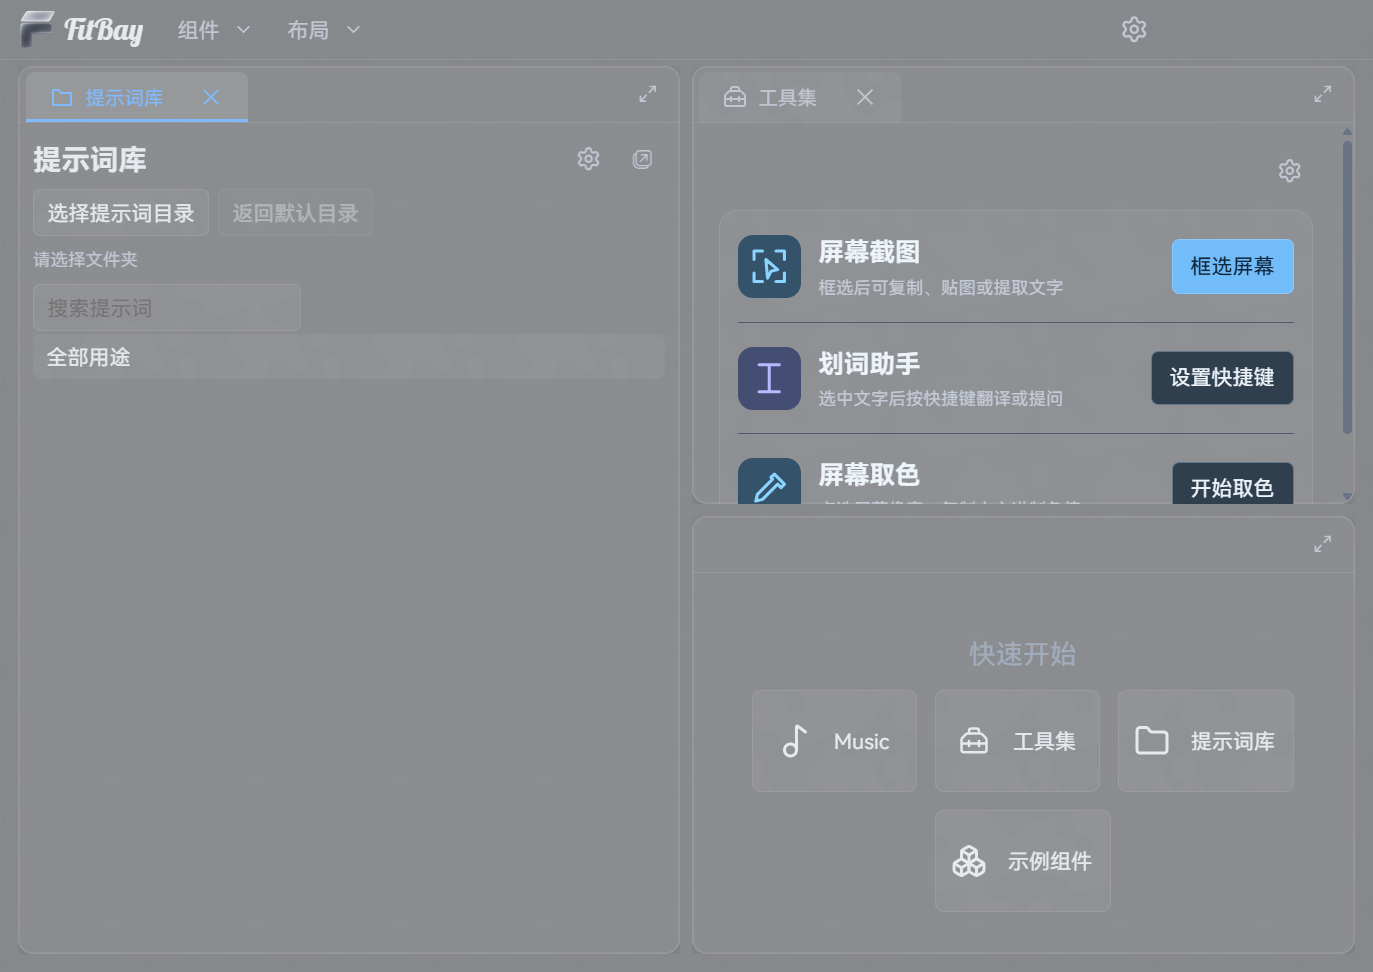 FitBay 组件 布局
提示词库
提示词库
选择提示词目录 返回默认目录
请选择文件夹
搜索提示词
全部用途
工具集
屏幕截图
框选后可复制、贴图或提取文字
框选屏幕
划词助手
选中文字后按快捷键翻译或提问
设置快捷键
屏幕取色
开始取色
快速开始
Music 工具集 提示词库
示例组件